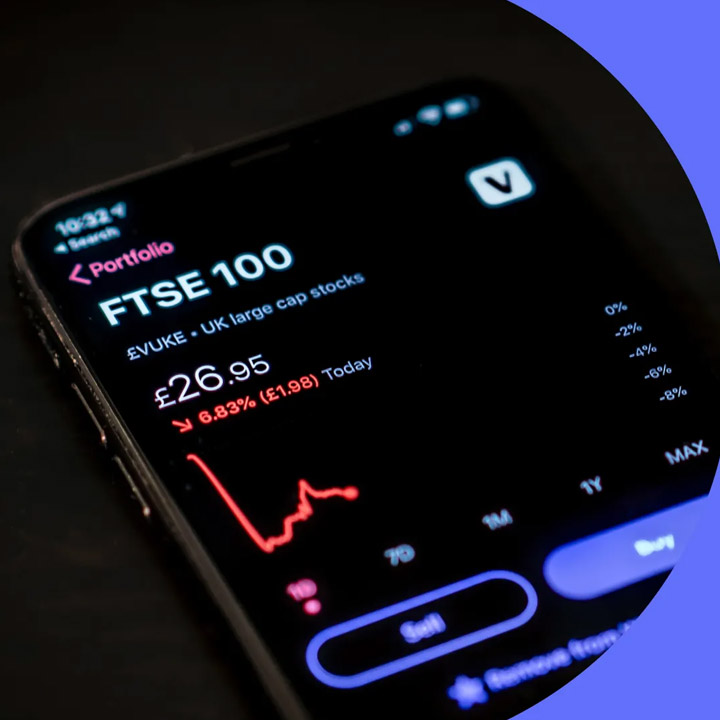 10:32
◀ Search
V
< Portfolio
FTSE 100
£VUKE • UK large cap stocks
£26.95
↘ 6.83% (£1.98) Today
0%
-2%
-4%
-6%
-8%
1D 7D 1M 1Y MAX
Sell Buy
Remove from